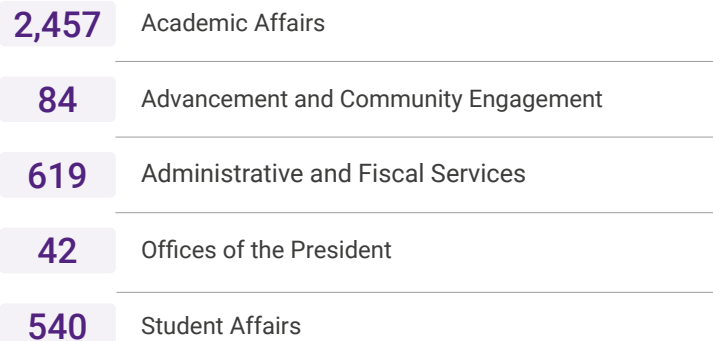 2,457 Academic Affairs
84 Advancement and Community Engagement
619 Administrative and Fiscal Services
42 Offices of the President
540 Student Affairs